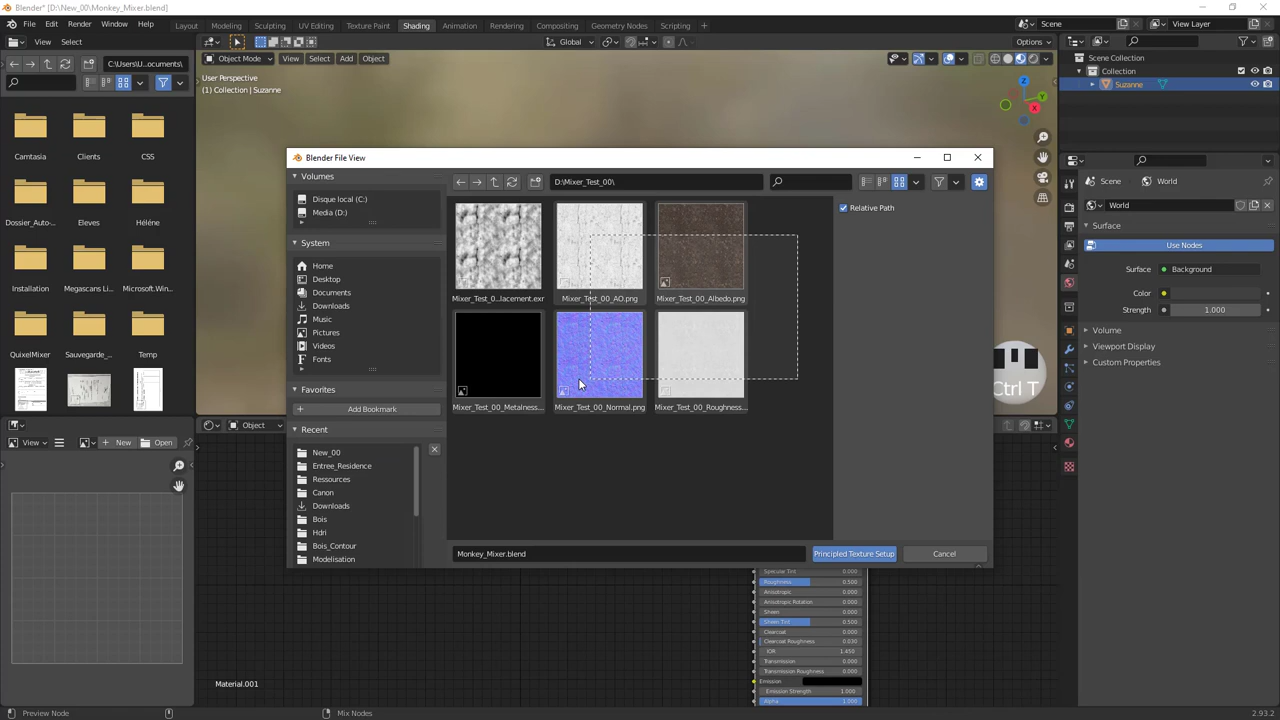 Blender* [D:\New_00\Monkey_Mixer.blend]
File Edit Render Window Help
Layout Modeling Sculpting UV Editing Texture Paint Shading Animation Rendering Compositing Geometry Nodes Scripting +
Scene
View Layer
View Select
Global
Options
C:\Users\U...ocuments\
Object Mode View Select Add Object
User Perspective
(1) Collection | Suzanne
Z
Y
X
Scene Collection
Collection
Suzanne
Camtasia Clients CSS
Dossier_Auto... Eleves Héléne
Installation Megascans Li... Microsoft.Win...
QuixelMixer Sauvegarde_... Temp
Blender File View
Volumes
Disque local (C:)
Media (D:)
System
Home
Desktop
Documents
Downloads
Music
Pictures
Videos
Fonts
Favorites
Add Bookmark
Recent
New_00
Entree_Residence
Ressources
Canon
Downloads
Bois
Hdri
Bois_Contour
Modelisation
D:\Mixer_Test_00\
Relative Path
Mixer_Test_0...lacement.exr Mixer_Test_00_AO.png Mixer_Test_00_Albedo.png
Mixer_Test_00_Metalness... Mixer_Test_00_Normal.png Mixer_Test_00_Roughness...
Monkey_Mixer.blend
Principled Texture Setup
Cancel
Ctrl T
Scene World
World
Surface
Use Nodes
Surface Background
Color
Strength 1.000
Volume
Viewport Display
Custom Properties
View New Open
Object
Specular Tint 0.000
Roughness 0.500
Anisotropic 0.000
Anisotropic Rotation 0.000
Sheen 0.000
Sheen Tint 0.500
Clearcoat 0.000
Clearcoat Roughness 0.030
IOR 1.450
Transmission 0.000
Transmission Roughness 0.000
Emission
Emission Strength 1.000
Alpha 1.000
Material.001
Preview Node
Mix Nodes
2.93.2